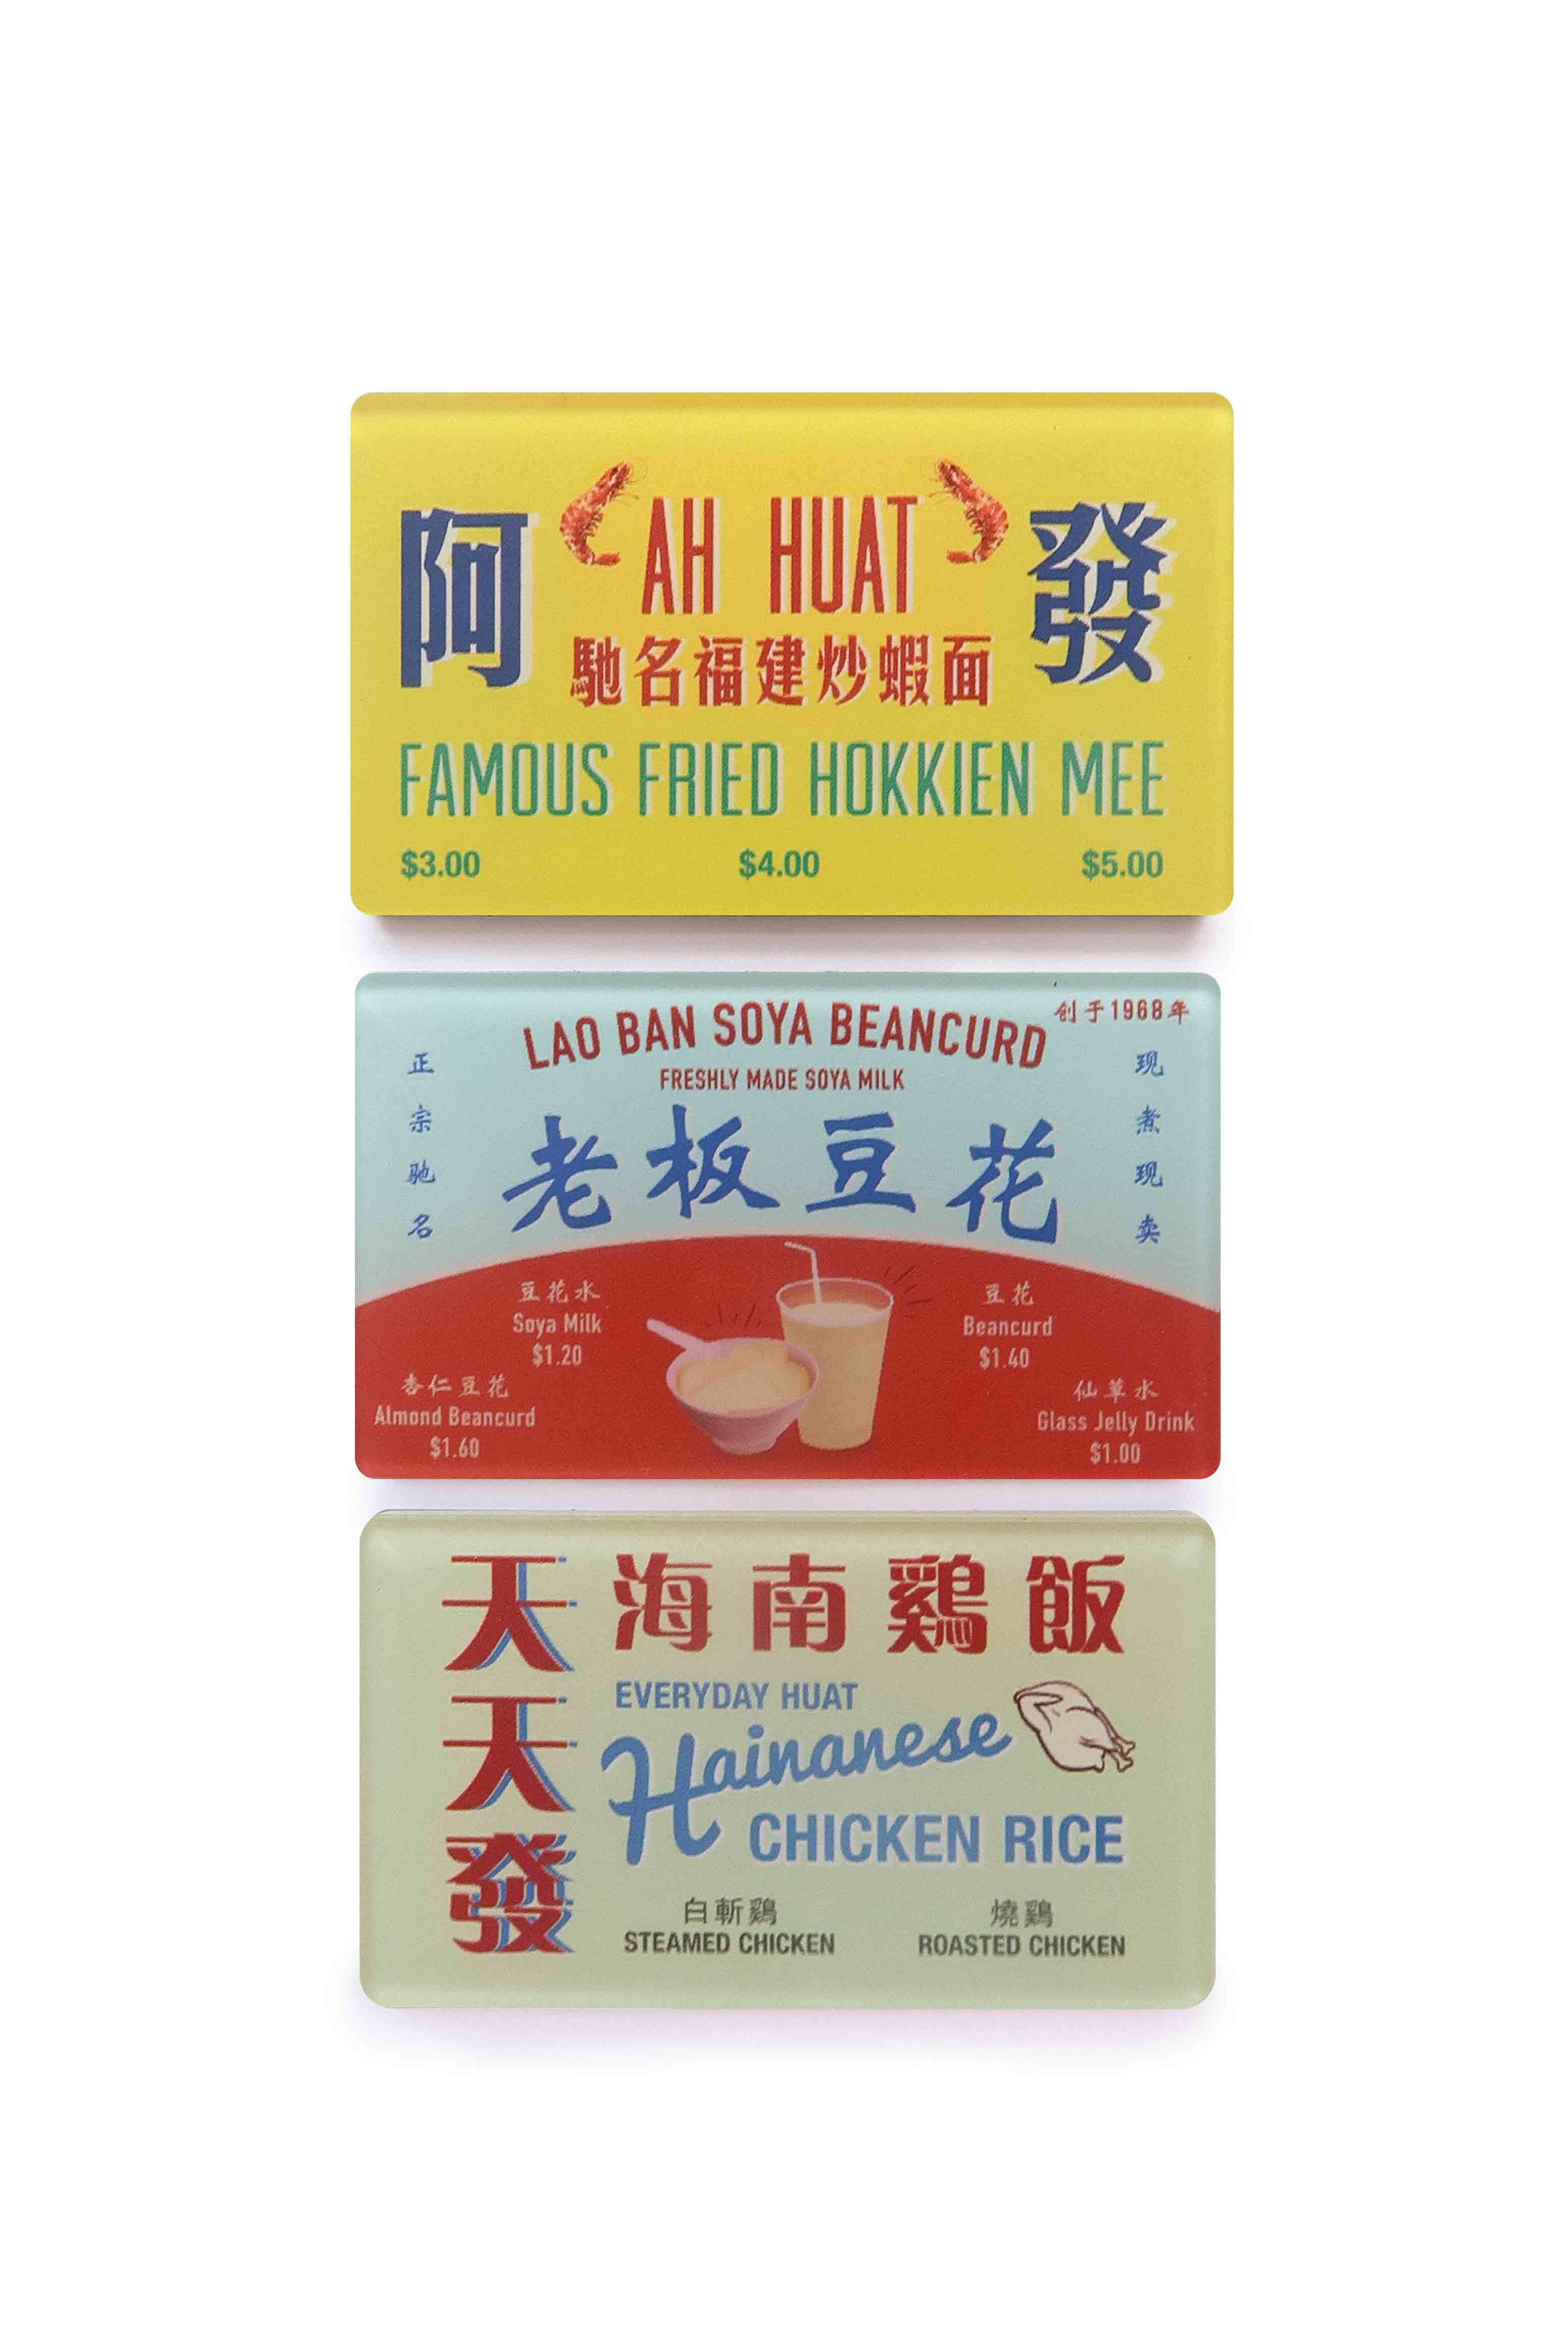 阿 AH HUAT 發
馳名福建炒蝦面
FAMOUS FRIED HOKKIEN MEE
$3.00 $4.00 $5.00
LAO BAN SOYA BEANCURD
创于1968年
FRESHLY MADE SOYA MILK
正宗驰名
老板豆花
现煮现卖
豆花水
Soya Milk
$1.20
豆花
Beancurd
$1.40
杏仁豆花
Almond Beancurd
$1.60
仙草水
Glass Jelly Drink
$1.00
天天發
海南鷄飯
EVERYDAY HUAT
Hainanese
CHICKEN RICE
白斬鷄
STEAMED CHICKEN
燒鷄
ROASTED CHICKEN